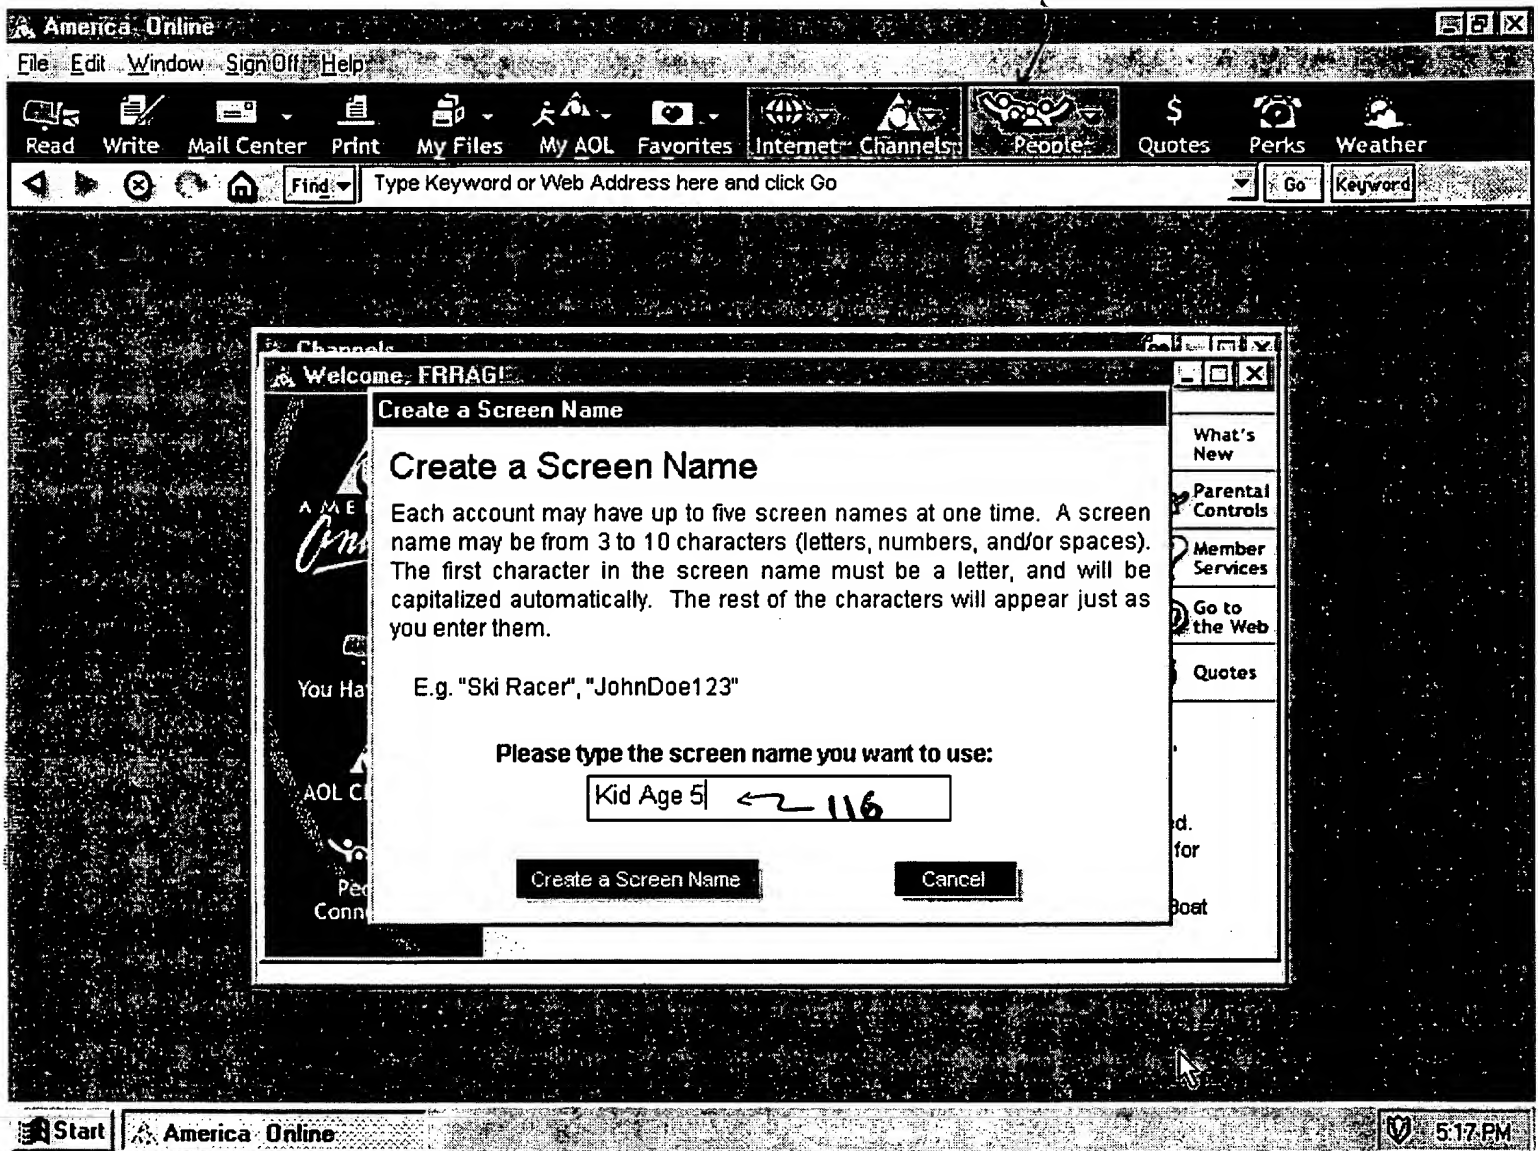 America Online
File Edit Window Sign Off Help
Read Write Mail Center Print My Files My AOL Favorites Internet Channels People Quotes Perks Weather
Find Type Keyword or Web Address here and click Go Go Keyword
Channels
Welcome, FRRAG!
Create a Screen Name
Create a Screen Name
Each account may have up to five screen names at one time. A screen
name may be from 3 to 10 characters (letters, numbers, and/or spaces).
The first character in the screen name must be a letter, and will be
capitalized automatically. The rest of the characters will appear just as
you enter them.
E.g. "Ski Racer", "JohnDoe123"
Please type the screen name you want to use:
Kid Age 5 116
Create a Screen Name Cancel
What's
New
Parental
Controls
Member
Services
Go to
the Web
Quotes
for
You
AOL
Start America Online 5:17 PM